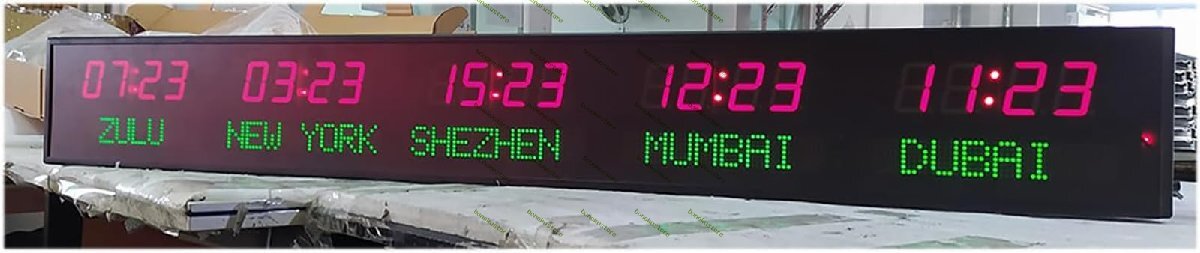 07:23 03:23 15:23 12:23 11:23
ZULU NEW YORK SHEZHEN MUMBAI DUBAI